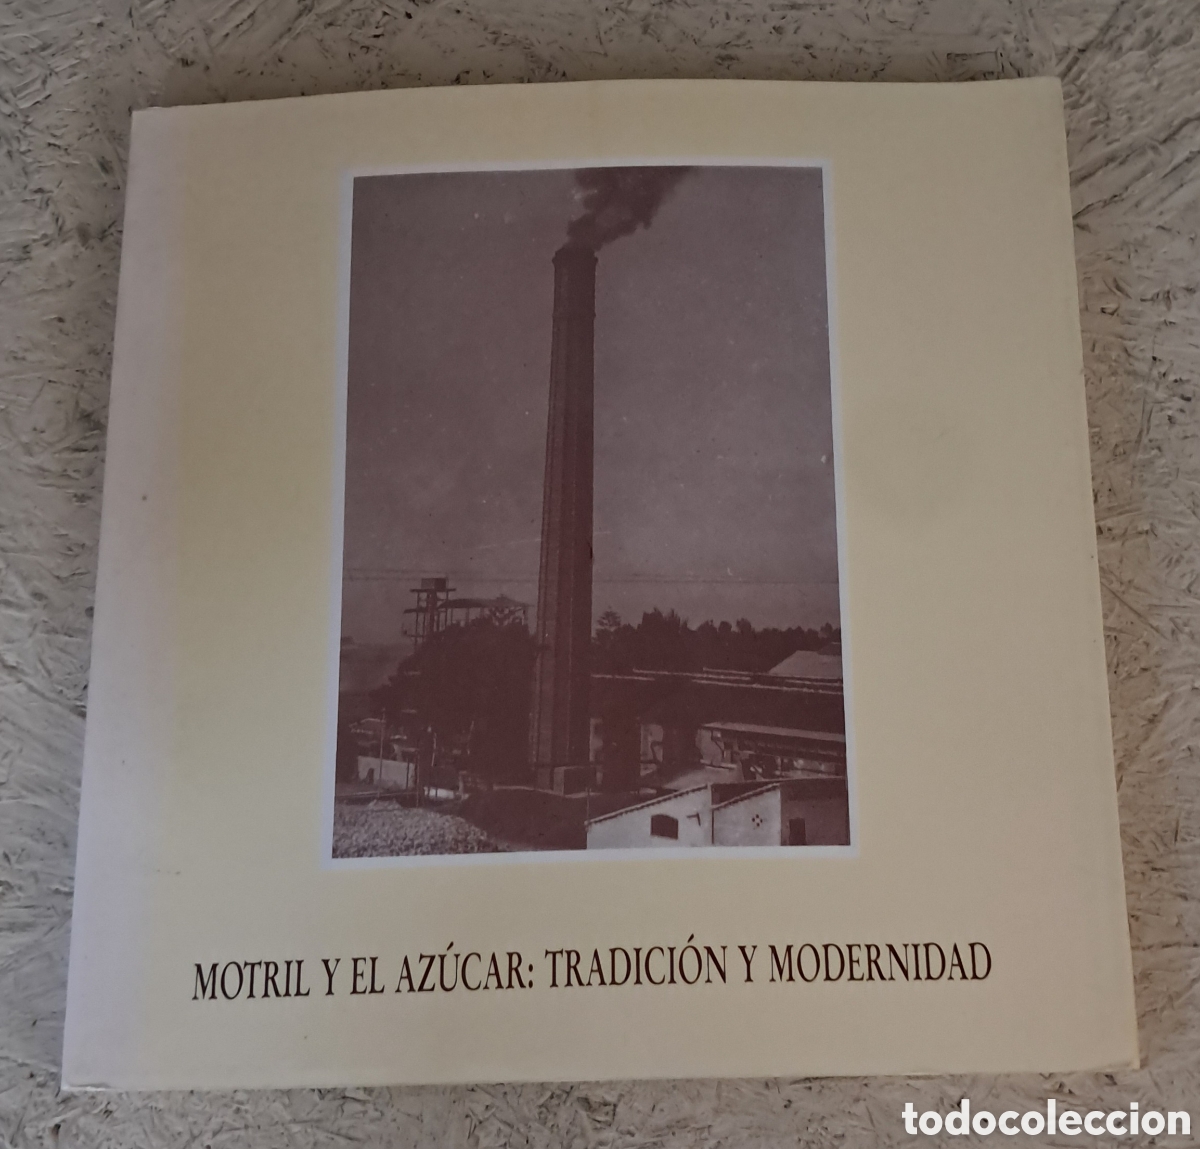 MOTRIL Y EL AZÚCAR: TRADICIÓN Y MODERNIDAD
todocoleccion